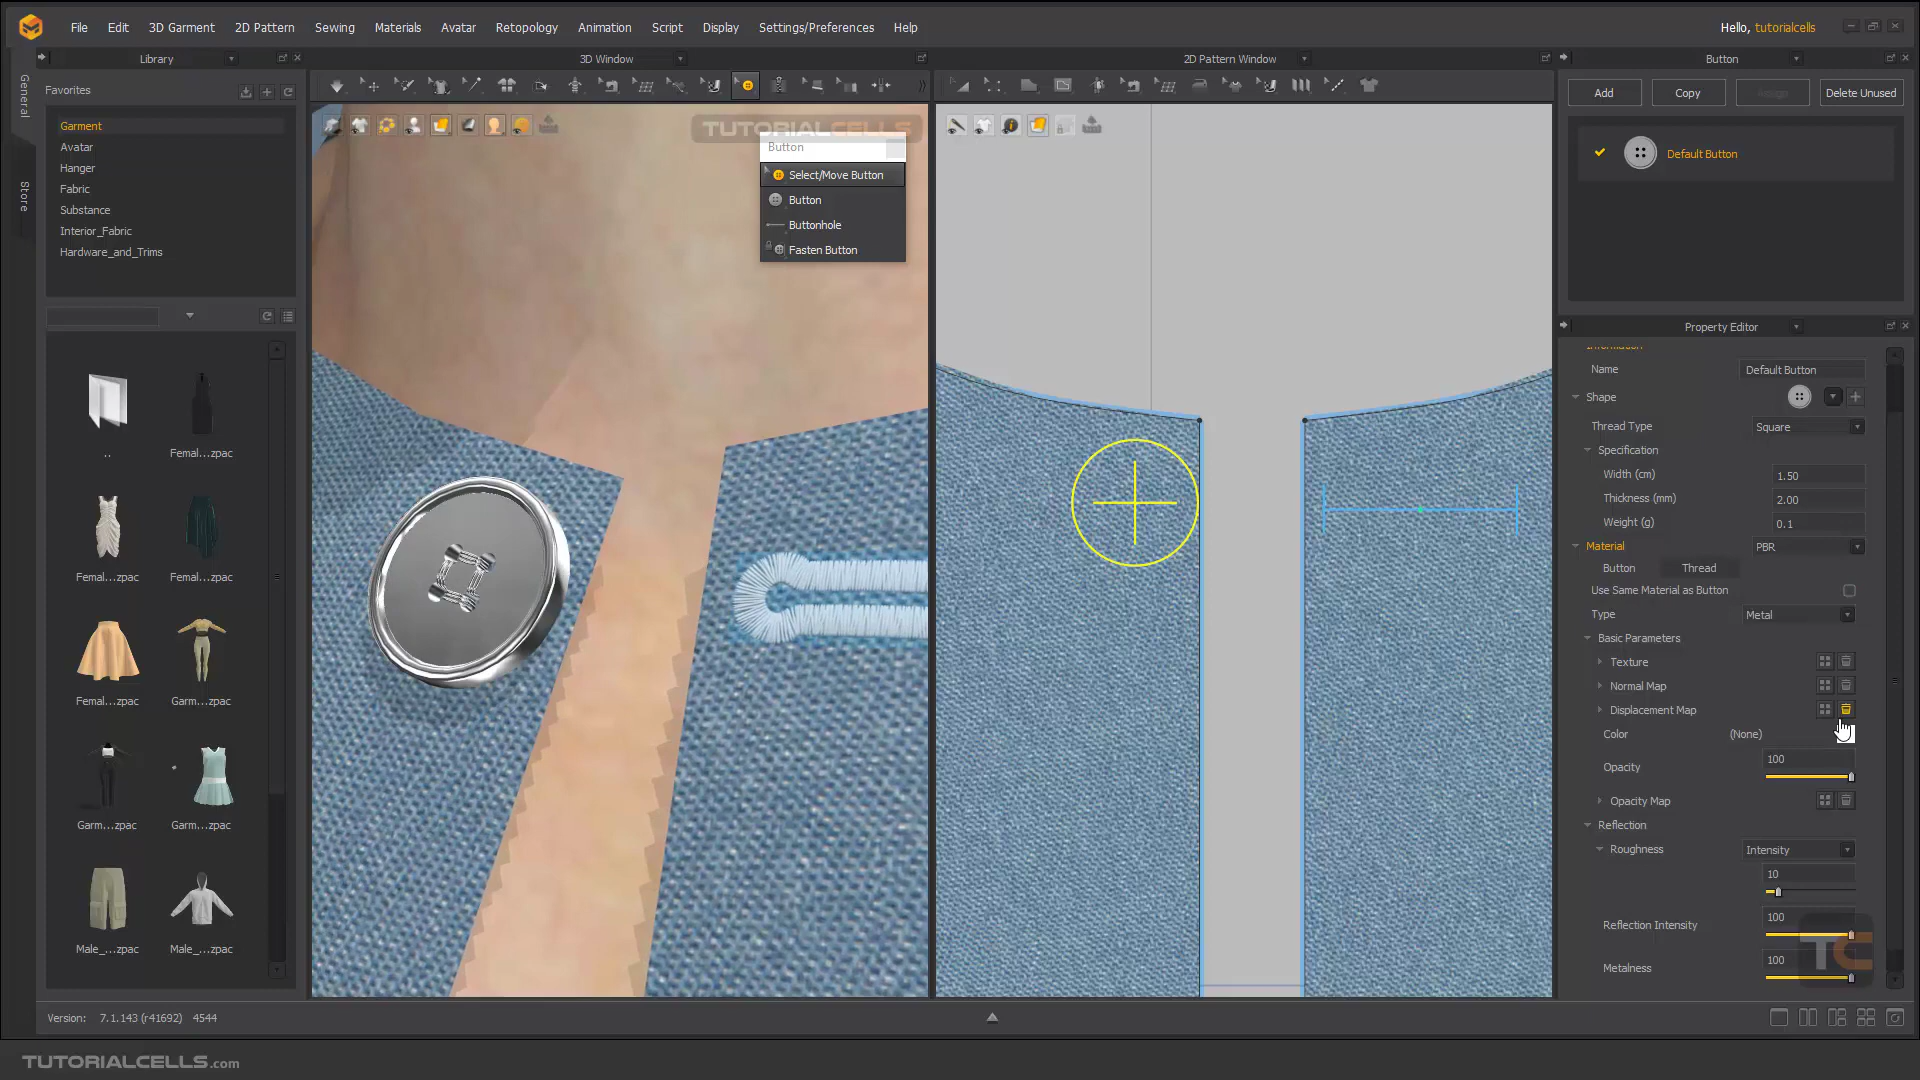 File Edit 3D Garment 2D Pattern Sewing Materials Avatar Retopology Animation Script Display Settings/Preferences Help
Hello, tutorialcells
General
Store
Library
Favorites
Garment
Avatar
Hanger
Fabric
Substance
Interior_Fabric
Hardware_and_Trims
..
Femal...zpac
Femal...zpac
Femal...zpac
Femal...zpac
Garm...zpac
Garm...zpac
Garm...zpac
Male_...zpac
Male_...zpac
3D Window
TUTORIALCELLS
Button
Select/Move Button
Button
Buttonhole
Fasten Button
2D Pattern Window
Button
Add Copy Assign Delete Unused
Default Button
Property Editor
Information
Name Default Button
Shape
Thread Type Square
Specification
Width (cm) 1.50
Thickness (mm) 2.00
Weight (g) 0.1
Material PBR
Button Thread
Use Same Material as Button
Type Metal
Basic Parameters
Texture
Normal Map
Displacement Map
Color (None)
Opacity 100
Opacity Map
Reflection
Roughness Intensity
10
Reflection Intensity 100
Metalness 100
TC
Version: 7.1.143 (r41692) 4544
TUTORIALCELLS.com